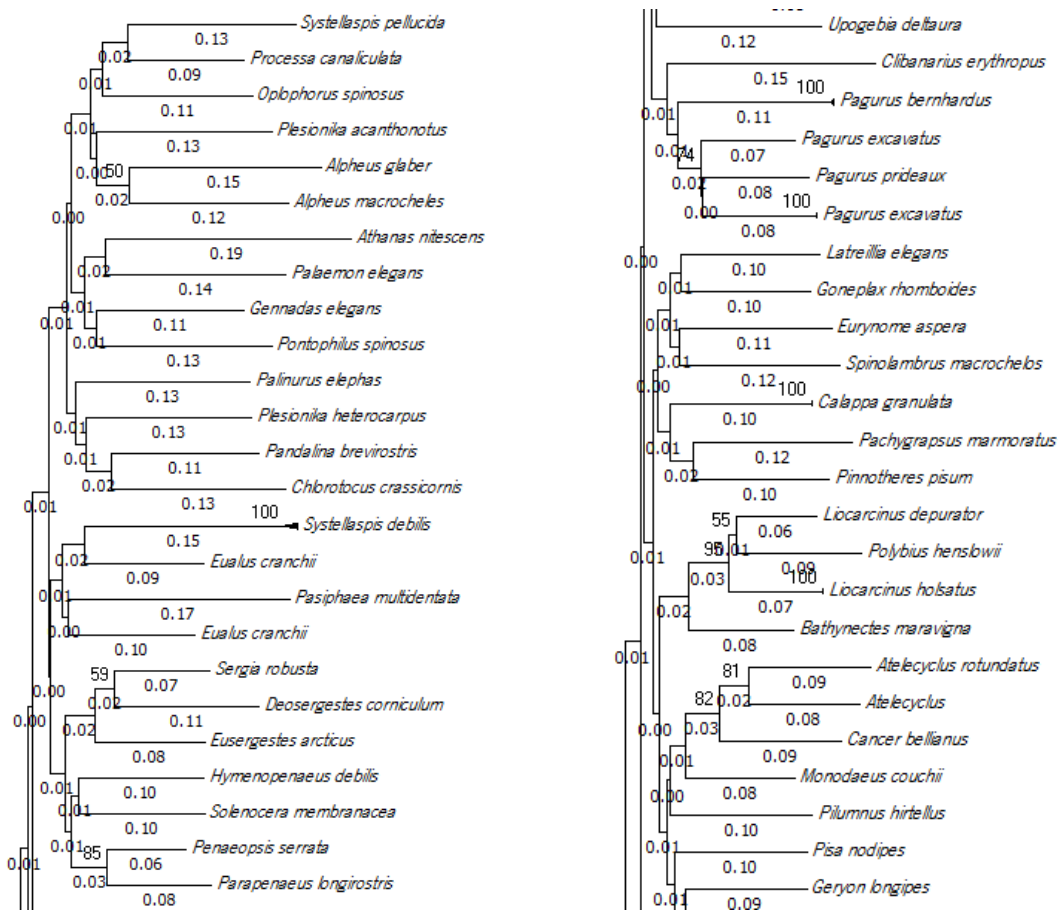 Systellaspis pellucida
0.13
0.02
Processa canaliculata
0.01
0.09
Oplophorus spinosus
0.11
0.01
Plesionika acanthonotus
0.13
0.00
50
Alpheus glaber
0.15
0.02
Alpheus macrocheles
0.00
0.12
Athanas nitescens
0.19
0.02
Palaemon elegans
0.14
0.01
Gennadas elegans
0.01
0.11
0.01
Pontophilus spinosus
0.13
Palinurus elephas
0.13
Plesionika heterocarpus
0.01
0.13
0.01
Pandalina brevirostris
0.11
0.02
Chlorotocus crassicornis
0.01
0.13
100
Systellaspis debilis
0.15
0.02
Eualus cranchii
0.09
0.01
Pasiphaea multidentata
0.17
0.00
Eualus cranchii
0.10
59
Sergia robusta
0.07
0.00
0.02
Deosergestes corniculum
0.00
0.02
0.11
Eusergestes arcticus
0.08
Hymenopenaeus debilis
0.01
0.10
0.01
Solenocera membranacea
0.10
0.01
85
Penaeopsis serrata
0.01
0.06
0.03
Parapenaeus longirostris
0.08
Upogebia deltaura
0.12
Clibanarius erythropus
0.15
100
0.01
Pagurus bernhardus
0.11
Pagurus excavatus
74
0.07
Pagurus prideaux
0.02
0.08
0.00
100
Pagurus excavatus
0.08
Latreillia elegans
0.00
0.10
0.01
Goneplax rhomboides
0.10
0.01
Eurynome aspera
0.11
0.01
Spinolambrus macrochelos
0.00
0.12
100
Calappa granulata
0.10
0.01
Pachygrapsus marmoratus
0.12
0.02
Pinnotheres pisum
0.10
55
Liocarcinus depurator
0.06
95
0.01
Polybius henslowii
0.01
0.09
0.03
100
Liocarcinus holsatus
0.02
0.07
Bathynectes maravigna
0.01
0.08
81
Atelecyclus rotundatus
0.09
82
0.02
Atelecyclus
0.00
0.03
0.08
Cancer bellianus
0.01
0.09
Monodaeus couchii
0.00
0.08
Pilumnus hirtellus
0.10
0.01
Pisa nodipes
0.10
Geryon longipes
0.01
0.09